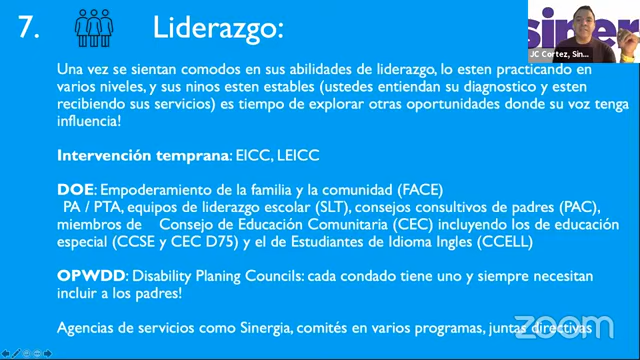 7. Liderazgo:
siner
JC Cortez, Sin...
Una vez se sientan comodos en sus abilidades de liderazgo, lo esten practicando en
varios niveles, y sus ninos esten estables (ustedes entiendan su diagnostico y esten
recibiendo sus servicios) es tiempo de explorar otras oportunidades donde su voz tenga
influencia!
Intervención temprana: EICC, LEICC
DOE: Empoderamiento de la familia y la comunidad (FACE)
PA / PTA, equipos de liderazgo escolar (SLT), consejos consultivos de padres (PAC),
miembros de Consejo de Educación Comunitaria (CEC) incluyendo los de educación
especial (CCSE y CEC D75) y el de Estudiantes de Idioma Ingles (CCELL)
OPWDD: Disability Planing Councils: cada condado tiene uno y siempre necesitan
incluir a los padres!
Agencias de servicios como Sinergia, comités en varios programas, juntas directivas
zoom